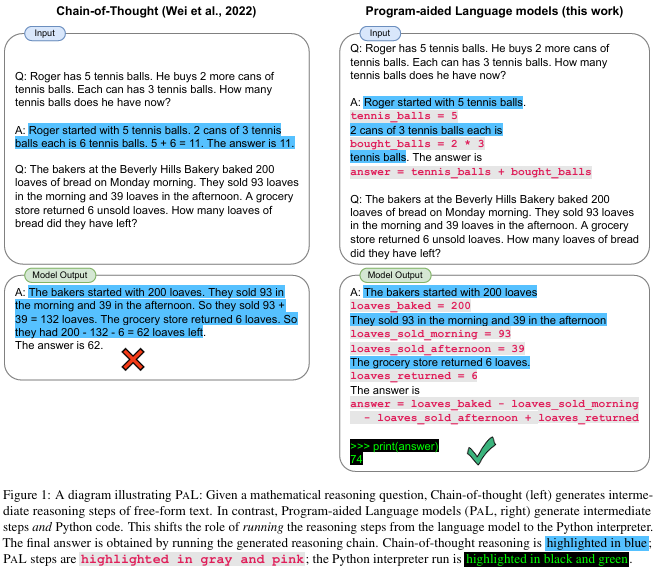 Chain-of-Thought (Wei et al., 2022)
Input
Q: Roger has 5 tennis balls. He buys 2 more cans of
tennis balls. Each can has 3 tennis balls. How many
tennis balls does he have now?
A: Roger started with 5 tennis balls. 2 cans of 3 tennis
balls each is 6 tennis balls. 5 + 6 = 11. The answer is 11.
Q: The bakers at the Beverly Hills Bakery baked 200
loaves of bread on Monday morning. They sold 93 loaves
in the morning and 39 loaves in the afternoon. A grocery
store returned 6 unsold loaves. How many loaves of
bread did they have left?
Model Output
A: The bakers started with 200 loaves. They sold 93 in
the morning and 39 in the afternoon. So they sold 93 +
39 = 132 loaves. The grocery store returned 6 loaves. So
they had 200 - 132 - 6 = 62 loaves left.
The answer is 62.
Program-aided Language models (this work)
Input
Q: Roger has 5 tennis balls. He buys 2 more cans of
tennis balls. Each can has 3 tennis balls. How many
tennis balls does he have now?
A: Roger started with 5 tennis balls.
tennis_balls = 5
2 cans of 3 tennis balls each is
bought_balls = 2 * 3
tennis balls. The answer is
answer = tennis_balls + bought_balls
Q: The bakers at the Beverly Hills Bakery baked 200
loaves of bread on Monday morning. They sold 93 loaves
in the morning and 39 loaves in the afternoon. A grocery
store returned 6 unsold loaves. How many loaves of bread
did they have left?
Model Output
A: The bakers started with 200 loaves
loaves_baked = 200
They sold 93 in the morning and 39 in the afternoon
loaves_sold_morning = 93
loaves_sold_afternoon = 39
The grocery store returned 6 loaves.
loaves_returned = 6
The answer is
answer = loaves_baked - loaves_sold_morning
- loaves_sold_afternoon + loaves_returned
>>> print(answer)
74
Figure 1: A diagram illustrating PAL: Given a mathematical reasoning question, Chain-of-thought (left) generates interme-
diate reasoning steps of free-form text. In contrast, Program-aided Language models (PAL, right) generate intermediate
steps and Python code. This shifts the role of running the reasoning steps from the language model to the Python interpreter.
The final answer is obtained by running the generated reasoning chain. Chain-of-thought reasoning is highlighted in blue;
PAL steps are highlighted in gray and pink; the Python interpreter run is highlighted in black and green.